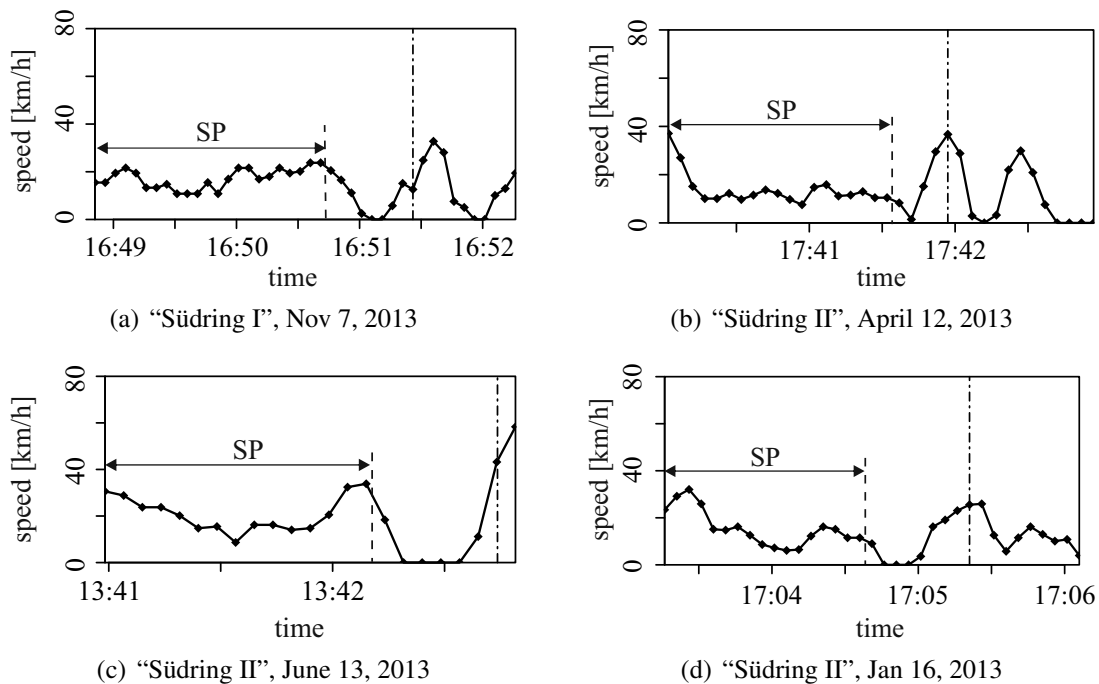 speed [km/h]
80
40
0
SP
16:49 16:50 16:51 16:52
time
(a) “Südring I”, Nov 7, 2013
speed [km/h]
80
40
0
SP
17:41 17:42
time
(b) “Südring II”, April 12, 2013
speed [km/h]
80
40
0
SP
13:41 13:42
time
(c) “Südring II”, June 13, 2013
speed [km/h]
80
40
0
SP
17:04 17:05 17:06
time
(d) “Südring II”, Jan 16, 2013